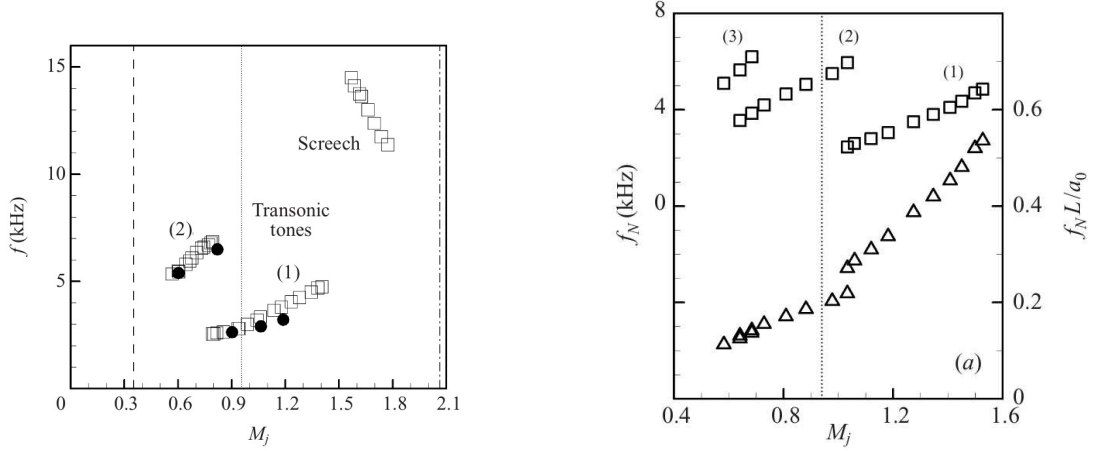 15
10
5
0
f (kHz)
Screech
Transonic
tones
(2)
(1)
0 0.3 0.6 0.9 1.2 1.5 1.8 2.1
M_j
8
4
0
f_N (kHz)
(3)
(2)
(1)
(a)
0.6
0.4
0.2
0
f_N L/a_0
0.4 0.8 1.2 1.6
M_j